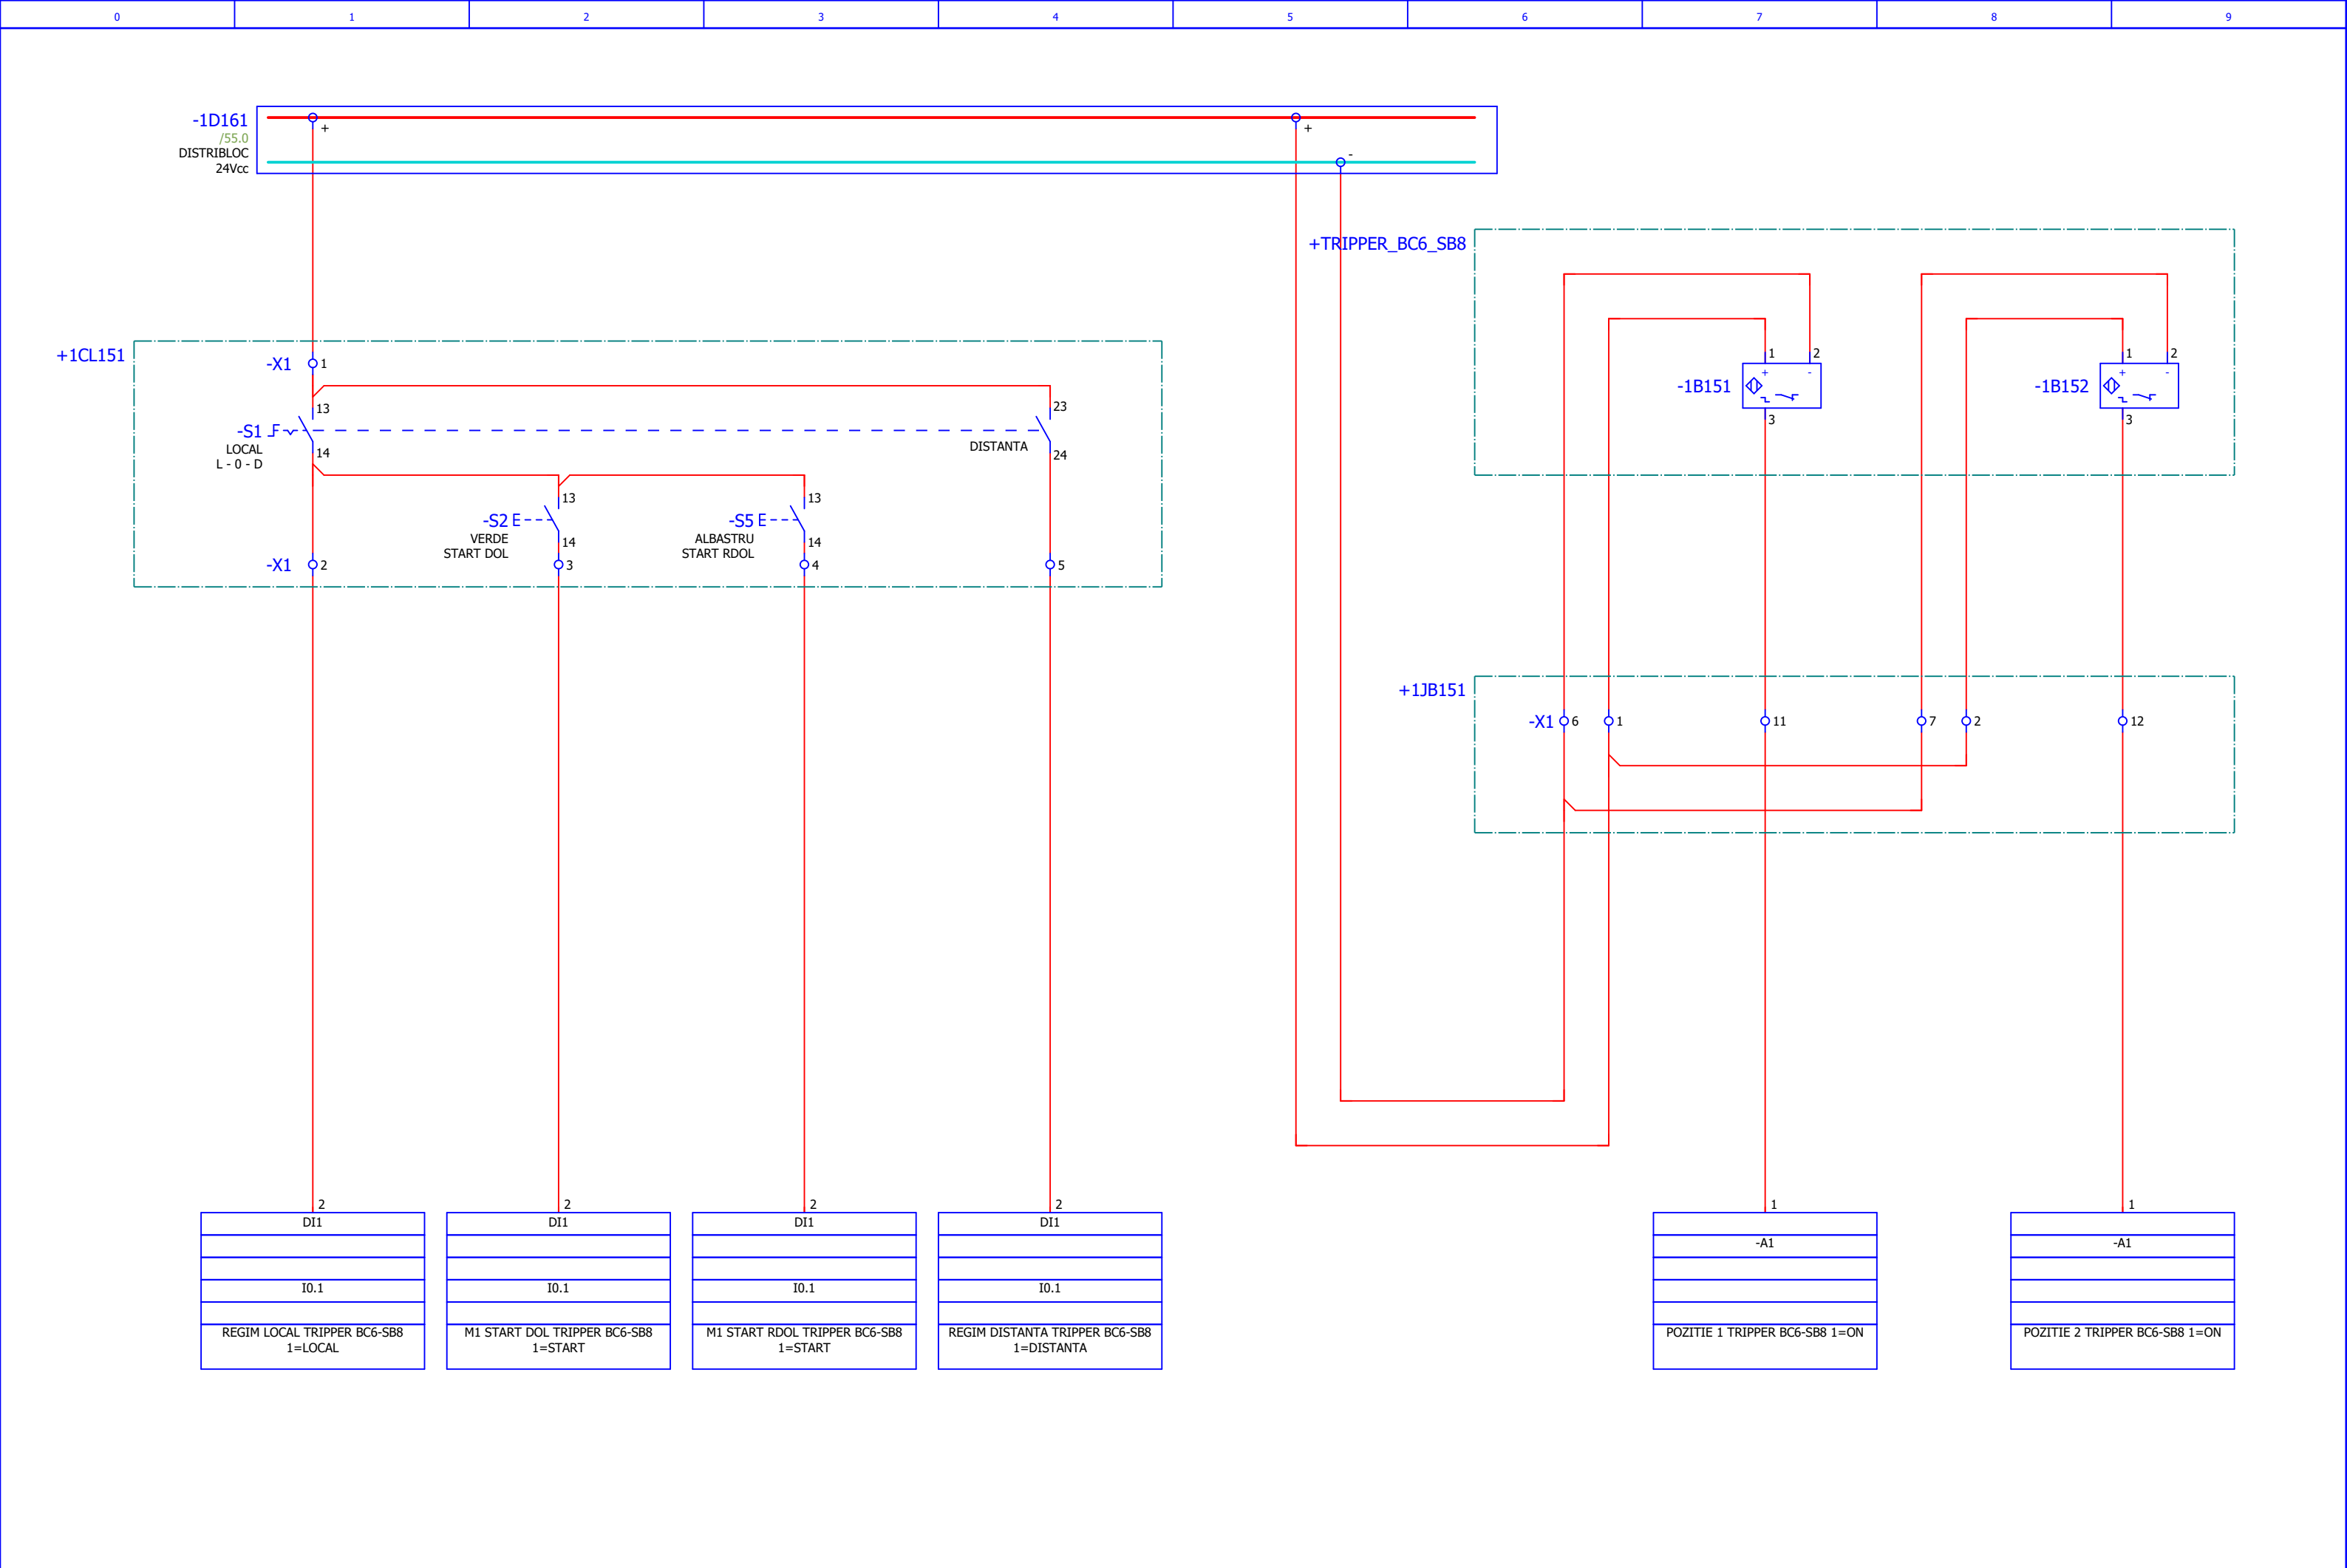 0 1 2 3 4 5 6 7 8 9
-1D161
/55.0
DISTRIBLOC
24Vcc
+
+
-
+TRIPPER_BC6_SB8
1 2
+ -
-1B151
3
1 2
+ -
-1B152
3
+1CL151
-X1 1
13
-S1
LOCAL
L - 0 - D
14
23
DISTANTA
24
13
-S2
VERDE
START DOL
14
13
-S5
ALBASTRU
START RDOL
14
-X1 2 3 4 5
+1JB151
-X1 6 1 11 7 2 12
2
DI1
I0.1
REGIM LOCAL TRIPPER BC6-SB8
1=LOCAL
2
DI1
I0.1
M1 START DOL TRIPPER BC6-SB8
1=START
2
DI1
I0.1
M1 START RDOL TRIPPER BC6-SB8
1=START
2
DI1
I0.1
REGIM DISTANTA TRIPPER BC6-SB8
1=DISTANTA
1
-A1
POZITIE 1 TRIPPER BC6-SB8 1=ON
1
-A1
POZITIE 2 TRIPPER BC6-SB8 1=ON